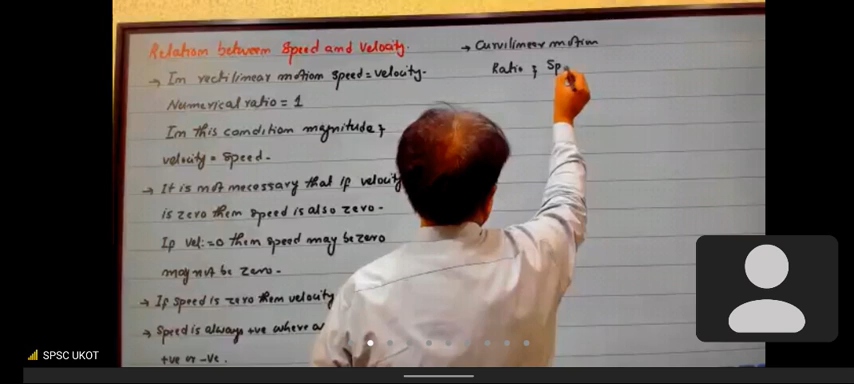 Relation between Speed and Velocity.
→ In rectilinear motion speed = velocity.
Numerical ratio = 1
In this condition magnitude of
velocity = Speed.
→ It is not necessary that if velocity
is zero then speed is also zero.
If vel: = 0 then speed may be zero
may not be zero.
→ If speed is zero then velocity
→ Speed is always +ve where a
+ve or -ve.
→ Curvilinear motion
Ratio of Sp
SPSC UKOT